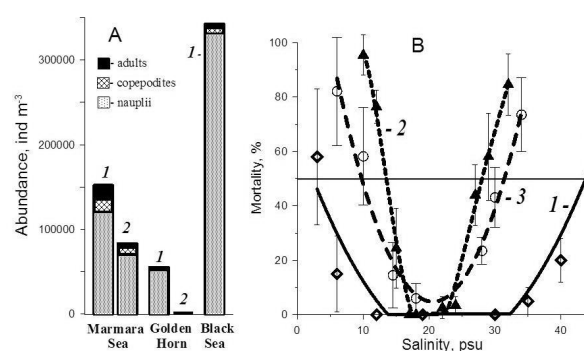 A
Abundance, ind m-3
300000
200000
100000
0
- adults
- copepodites
- nauplii
1
2
1
2
1-
Marmara Sea
Golden Horn
Black Sea
B
Mortality, %
100
80
60
40
20
0
- 2
- 3
1-
0
10
20
30
40
Salinity, psu